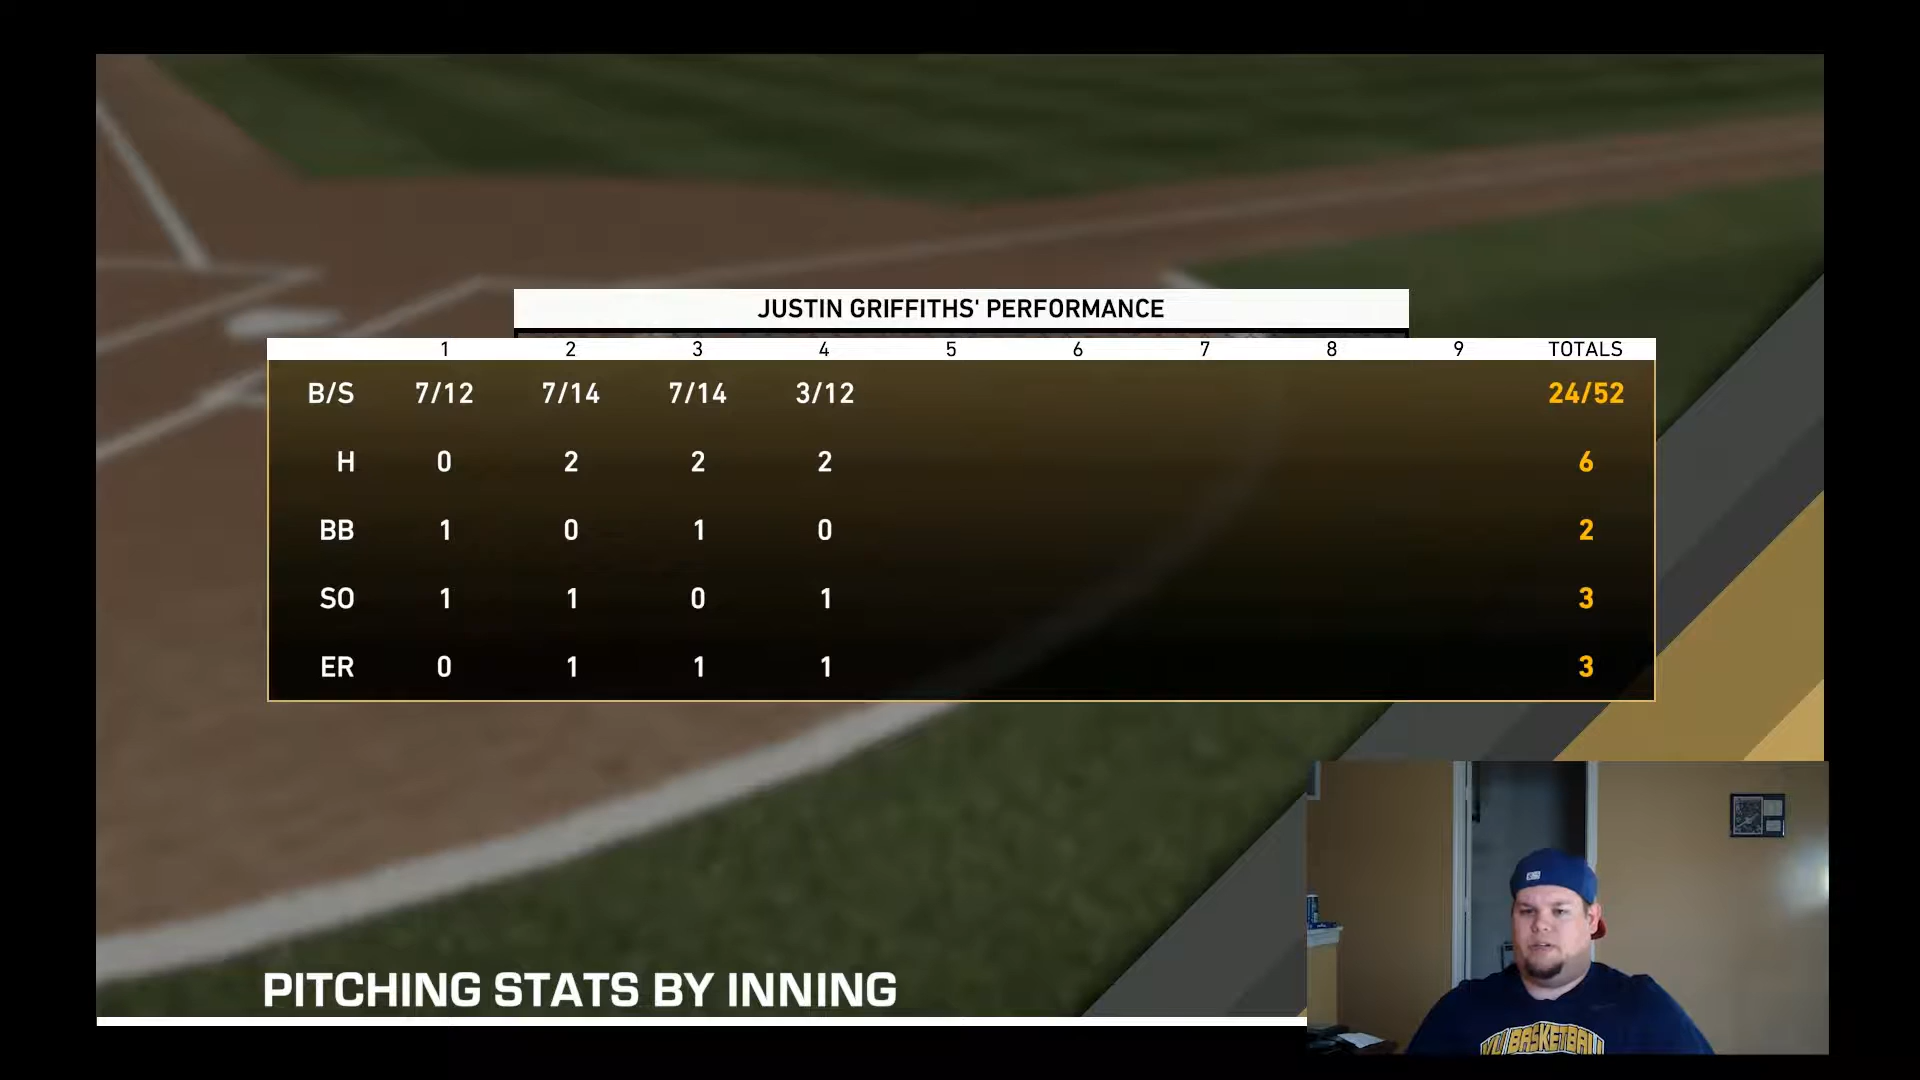 JUSTIN GRIFFITHS' PERFORMANCE
1 2 3 4 5 6 7 8 9 TOTALS
B/S 7/12 7/14 7/14 3/12 24/52
H 0 2 2 2 6
BB 1 0 1 0 2
SO 1 1 0 1 3
ER 0 1 1 1 3
PITCHING STATS BY INNING
BASKETBALL